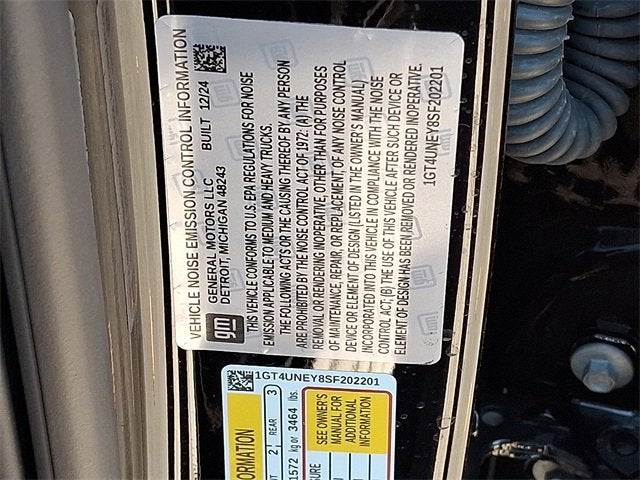 VEHICLE NOISE EMISSION CONTROL INFORMATION
gm
GENERAL MOTORS LLC
DETROIT, MICHIGAN 48243
BUILT 12/24
THIS VEHICLE CONFORMS TO U.S. EPA REGULATIONS FOR NOISE
EMISSION APPLICABLE TO MEDIUM AND HEAVY TRUCKS.
THE FOLLOWING ACTS OR THE CAUSING THEREOF BY ANY PERSON
ARE PROHIBITED BY THE NOISE CONTROL ACT OF 1972: (A) THE
REMOVAL OR RENDERING INOPERATIVE, OTHER THAN FOR PURPOSES
OF MAINTENANCE, REPAIR, OR REPLACEMENT, OF ANY NOISE CONTROL
DEVICE OR ELEMENT OF DESIGN (LISTED IN THE OWNER'S MANUAL)
INCORPORATED INTO THIS VEHICLE IN COMPLIANCE WITH THE NOISE
CONTROL ACT; (B) THE USE OF THIS VEHICLE AFTER SUCH DEVICE OR
ELEMENT OF DESIGN HAS BEEN REMOVED OR RENDERED INOPERATIVE.
1GT4UNEY8SF202201
1GT4UNEY8SF202201
2 REAR 3
1572 kg or 3464 lbs.
SEE OWNER'S
MANUAL FOR
ADDITIONAL
INFORMATION